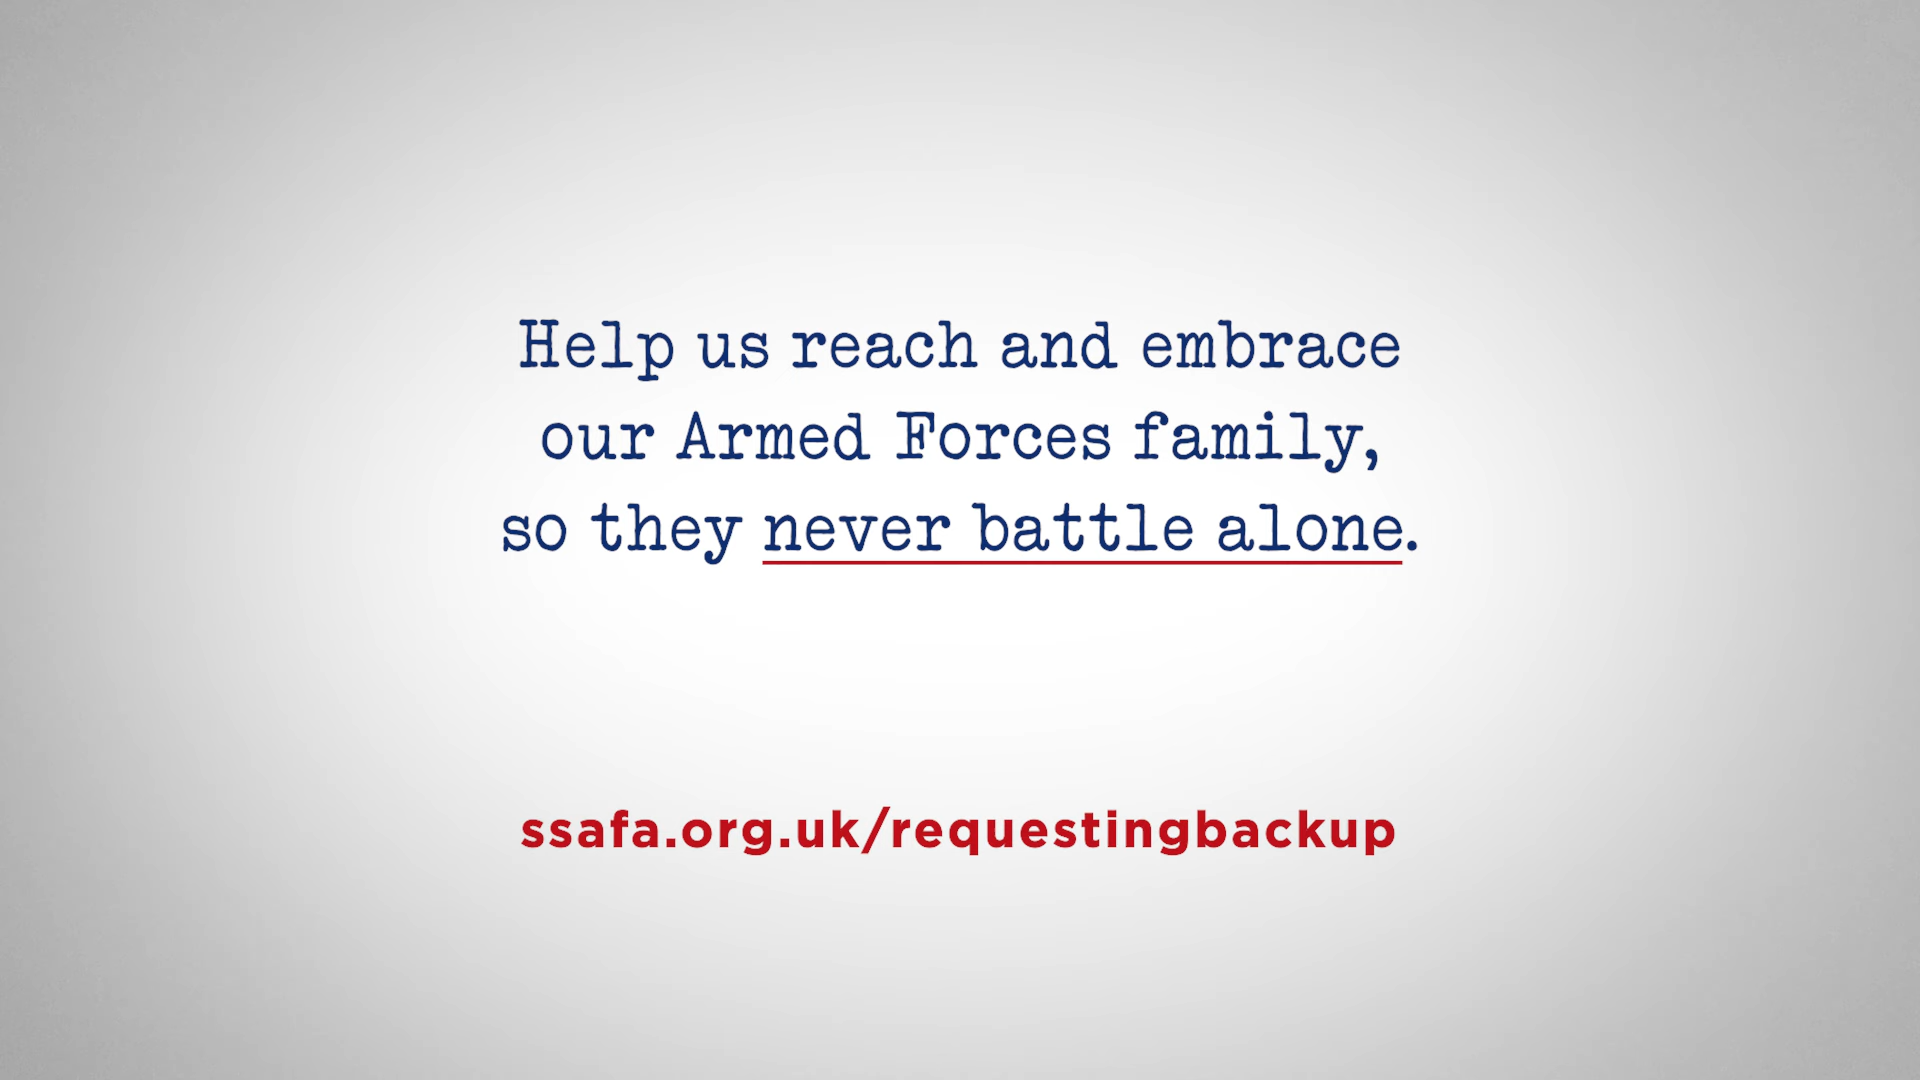 Help us reach and embrace
our Armed Forces family,
so they never battle alone.
ssafa.org.uk/requestingbackup